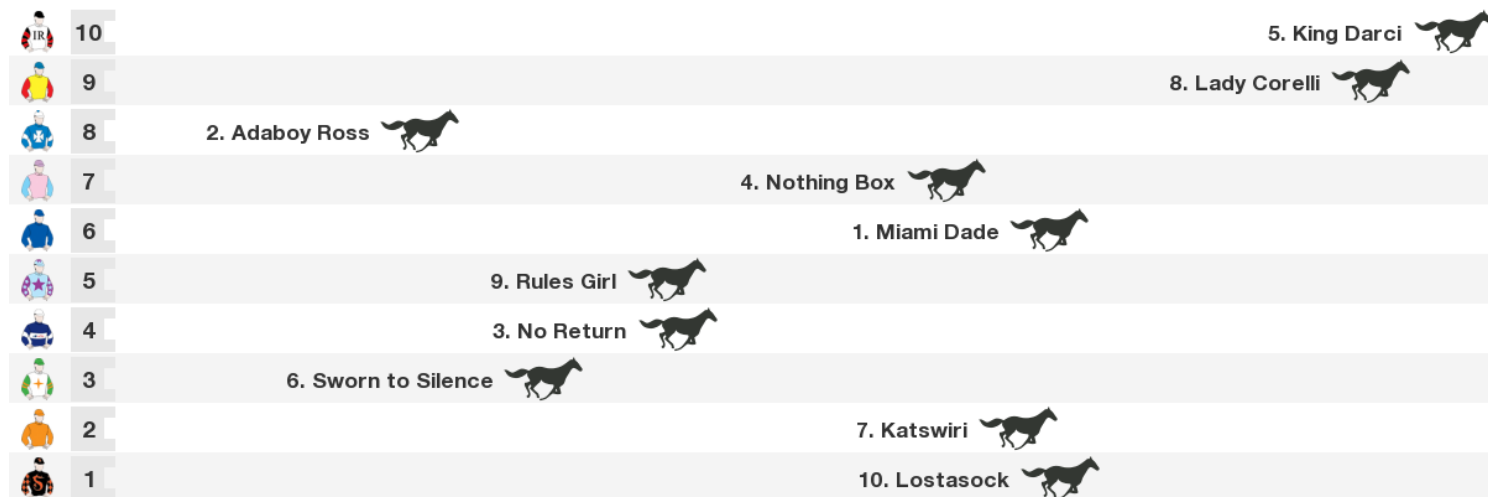 IR 10 5. King Darci
9 8. Lady Corelli
8 2. Adaboy Ross
7 4. Nothing Box
6 1. Miami Dade
5 9. Rules Girl
4 3. No Return
3 6. Sworn to Silence
2 7. Katswiri
S 1 10. Lostasock